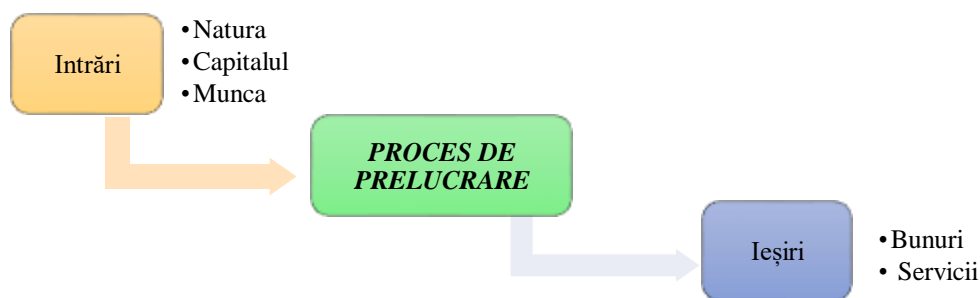 Intrări
•Natura
•Capitalul
•Munca
PROCES DE
PRELUCRARE
Ieșiri
•Bunuri
• Servicii